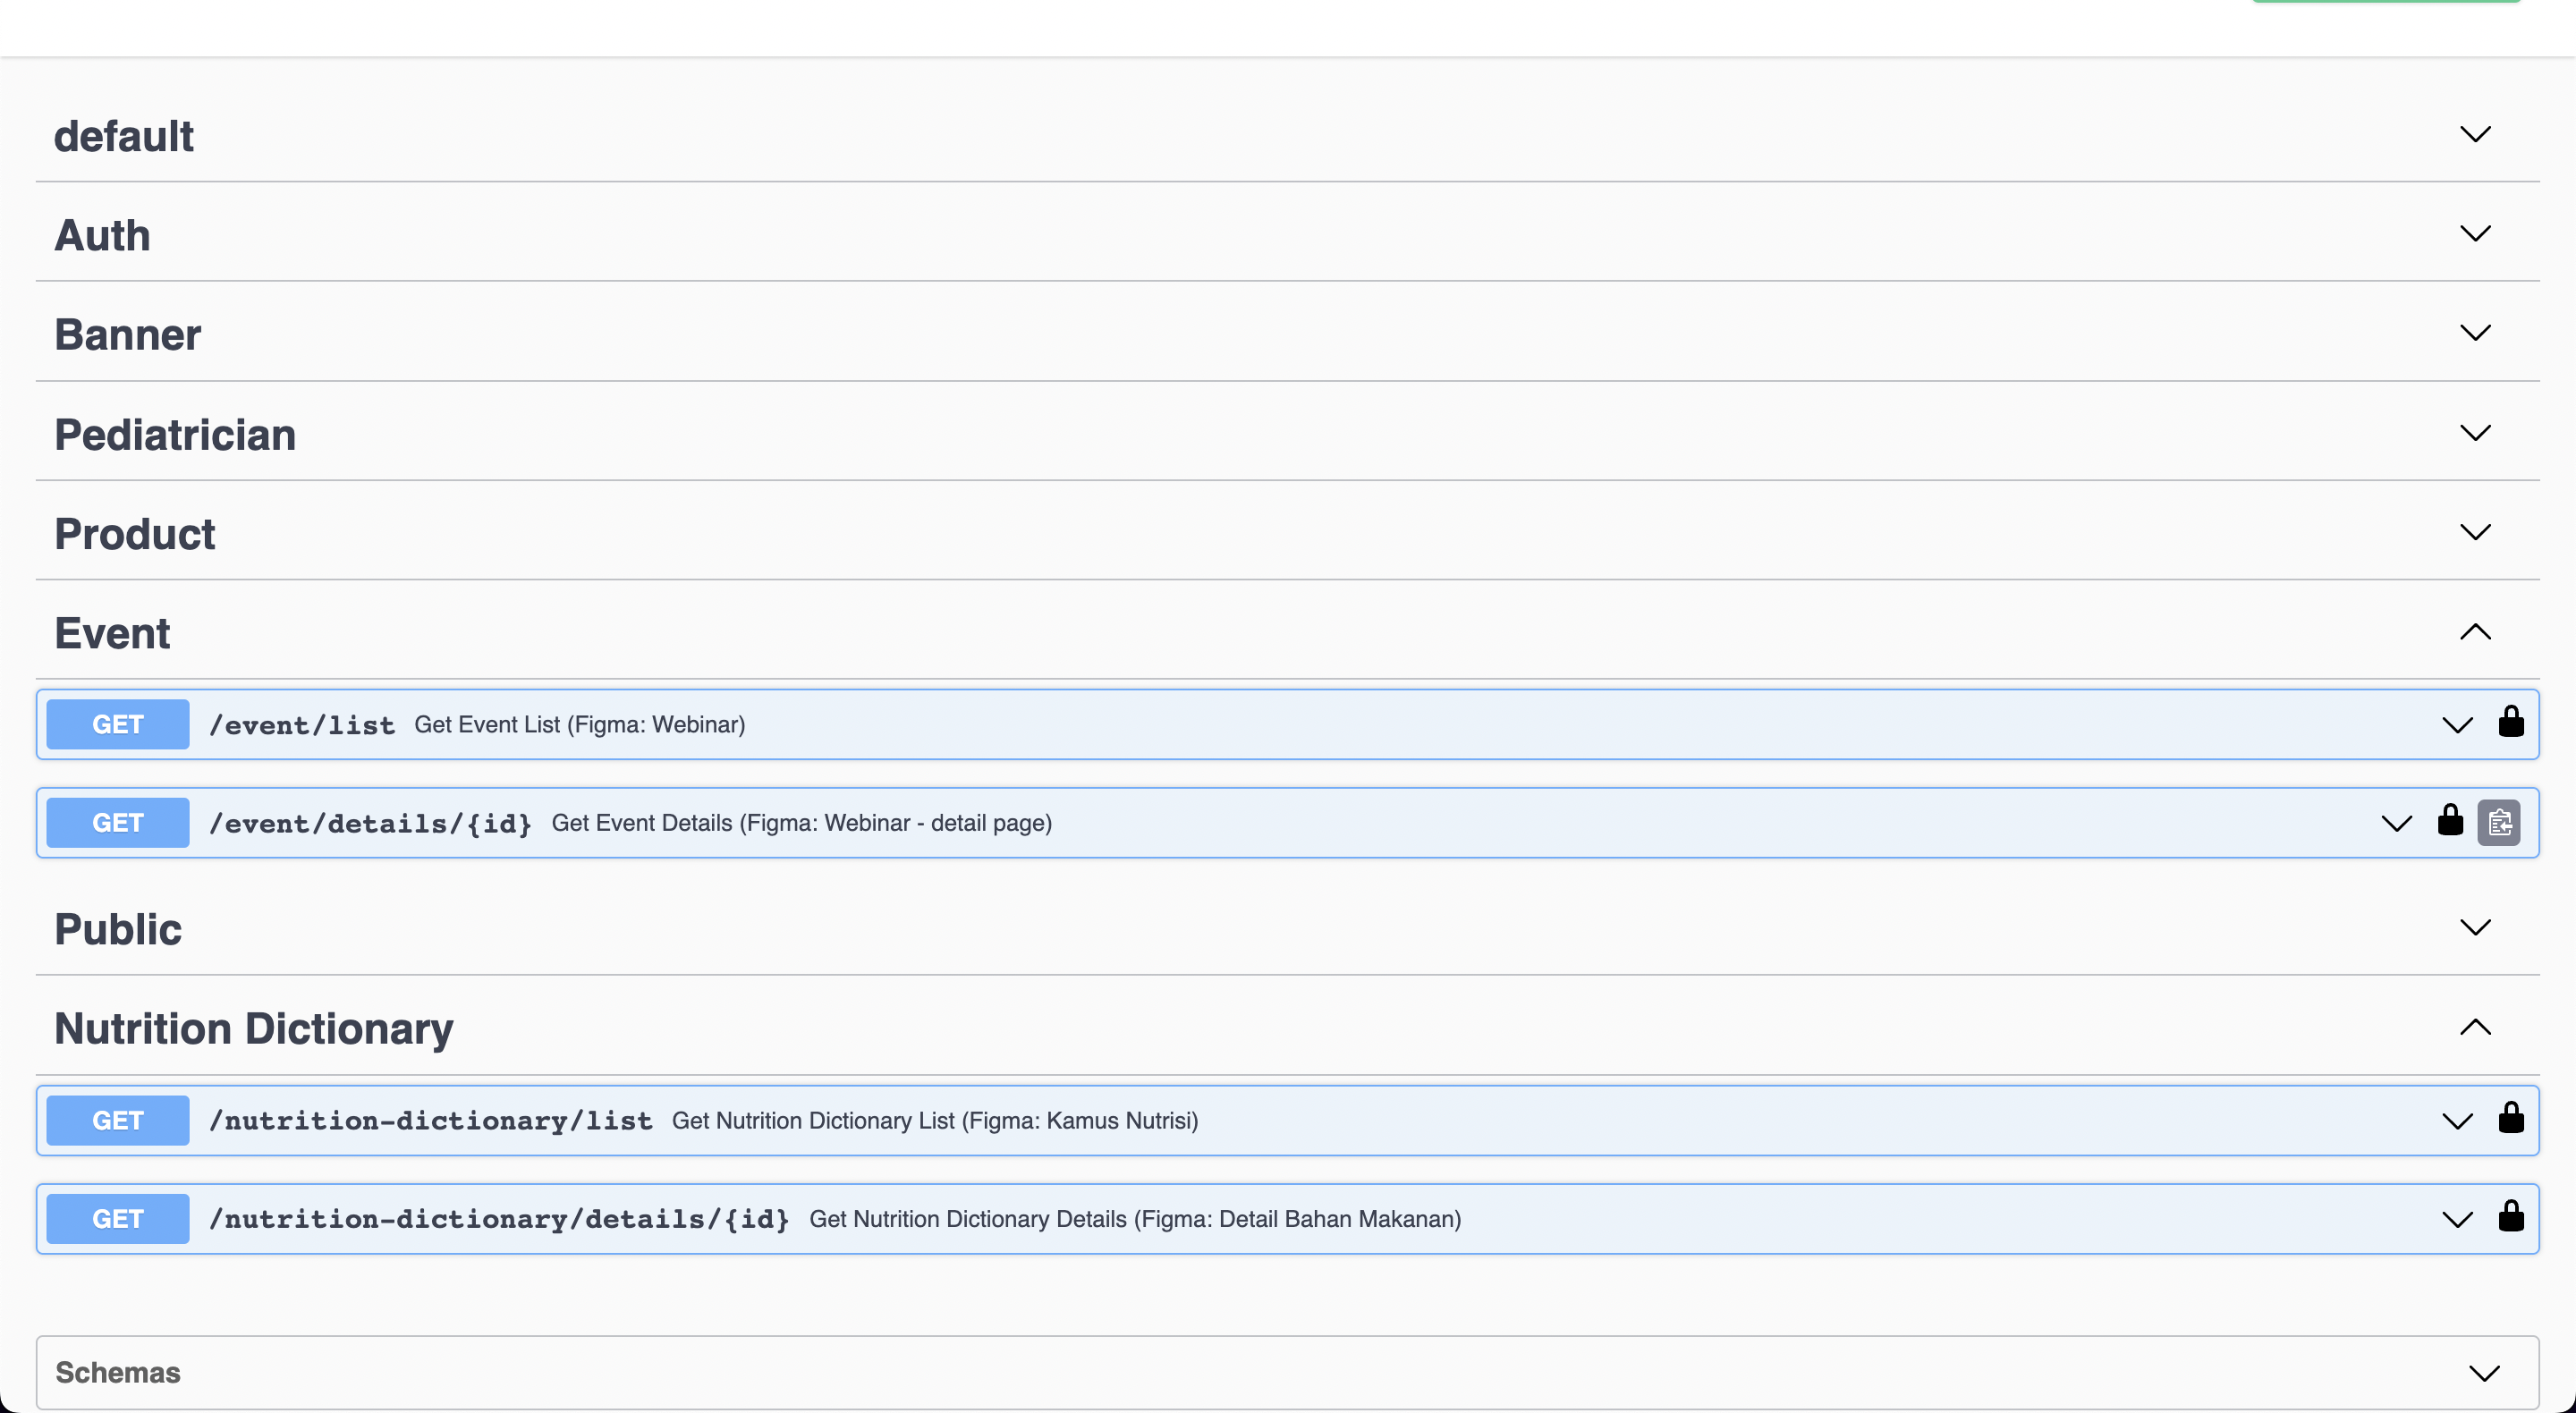 default
Auth
Banner
Pediatrician
Product
Event
GET /event/list Get Event List (Figma: Webinar)
GET /event/details/{id} Get Event Details (Figma: Webinar - detail page)
Public
Nutrition Dictionary
GET /nutrition-dictionary/list Get Nutrition Dictionary List (Figma: Kamus Nutrisi)
GET /nutrition-dictionary/details/{id} Get Nutrition Dictionary Details (Figma: Detail Bahan Makanan)
Schemas